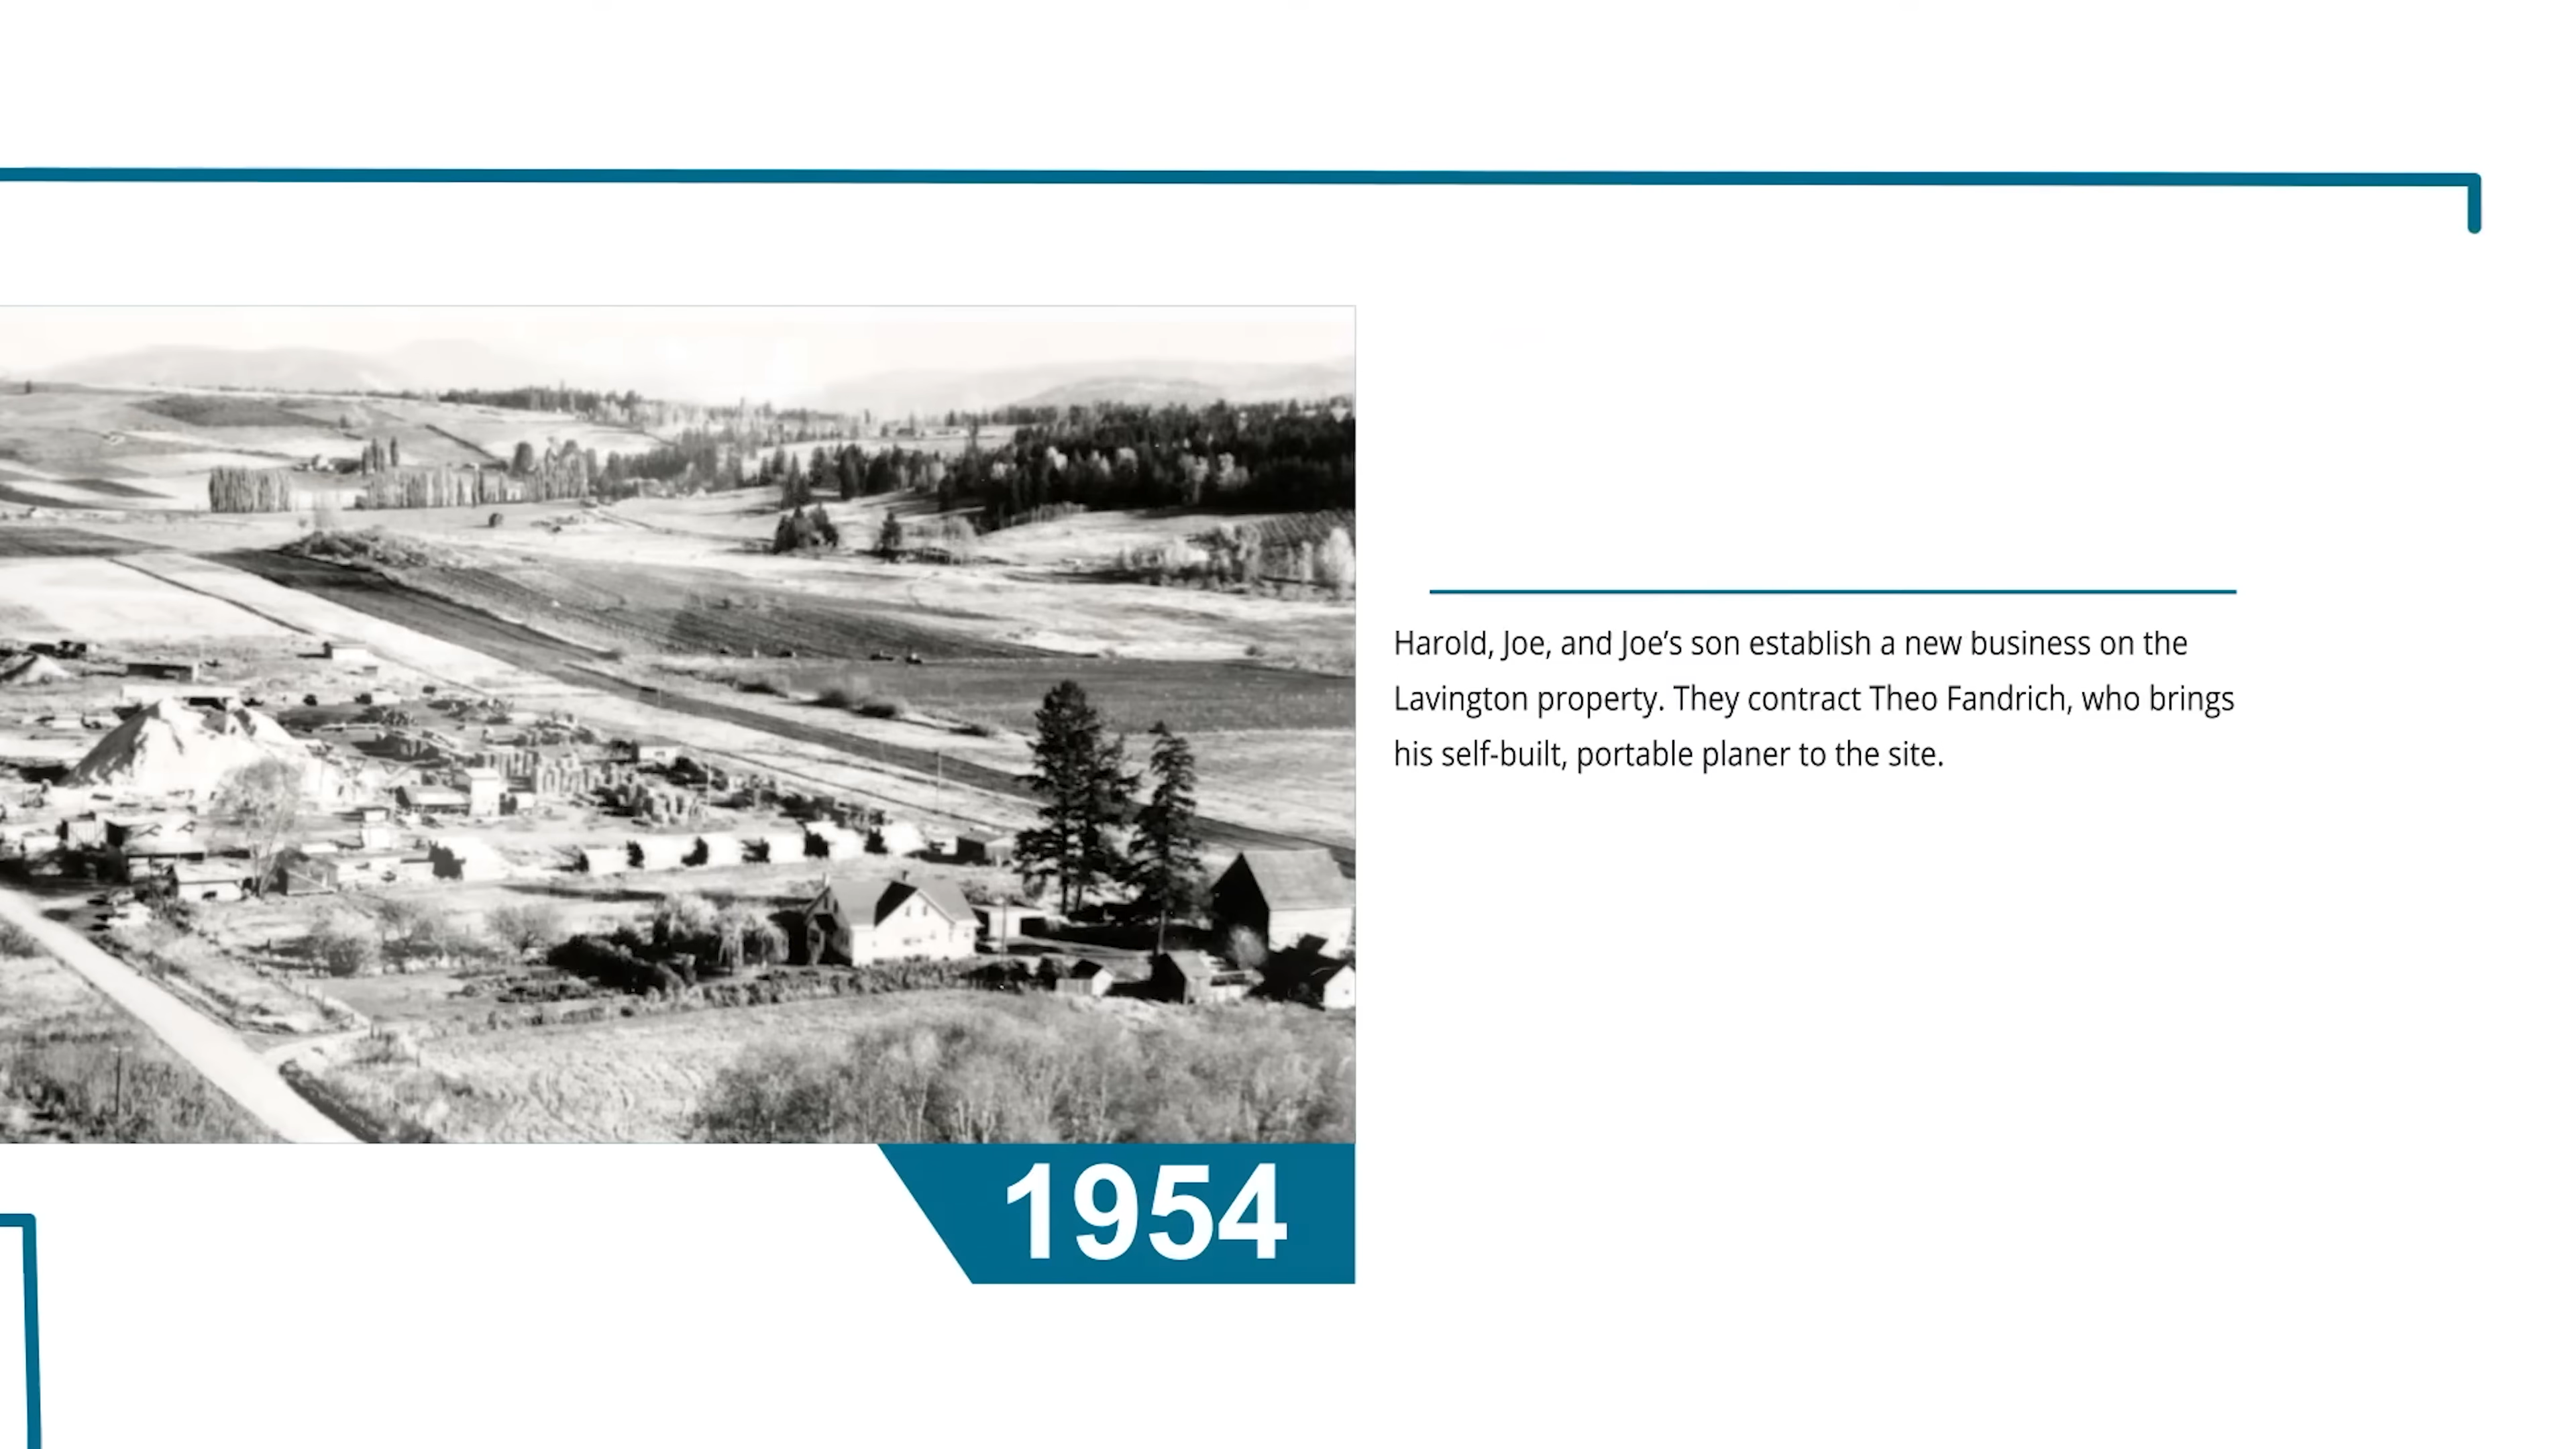 Harold, Joe, and Joe’s son establish a new business on the
Lavington property. They contract Theo Fandrich, who brings
his self-built, portable planer to the site.
1954